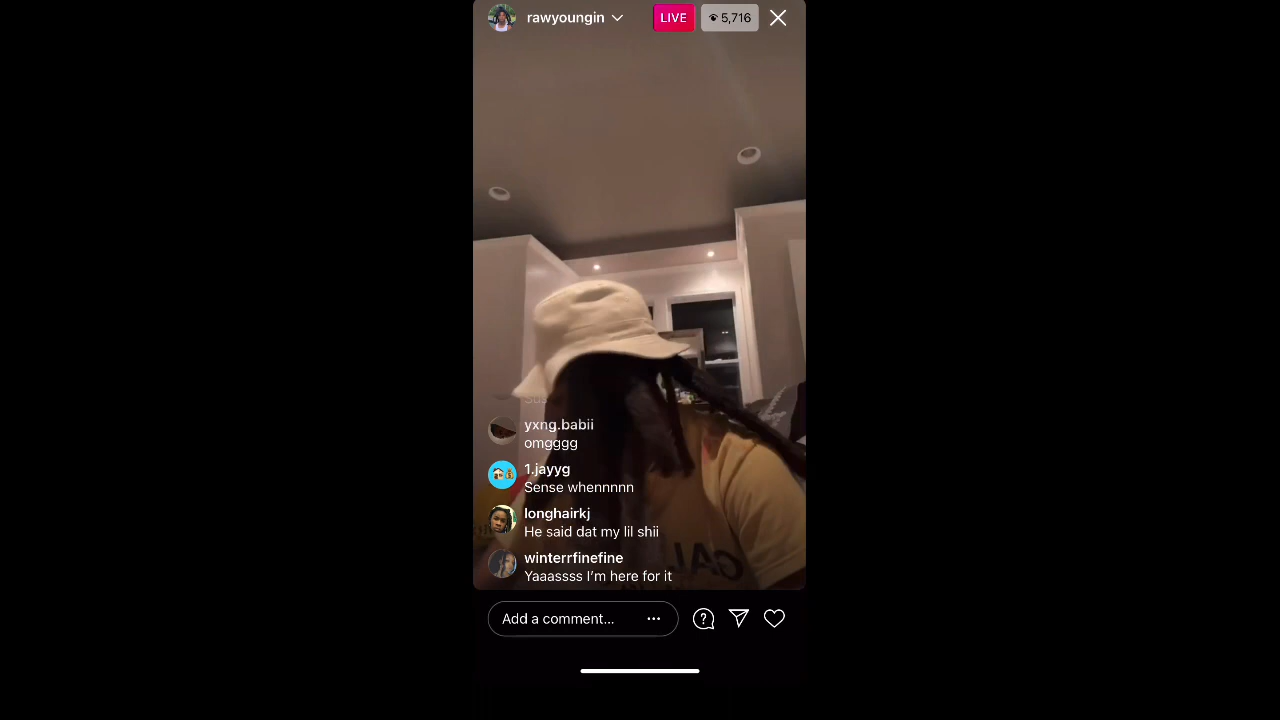 rawyoungin
LIVE
5,716
Sus
yxng.babii
omgggg
1.jayyg
Sense whennnnn
longhairkj
He said dat my lil shii
winterrfinefine
Yaaassss I’m here for it
Add a comment...